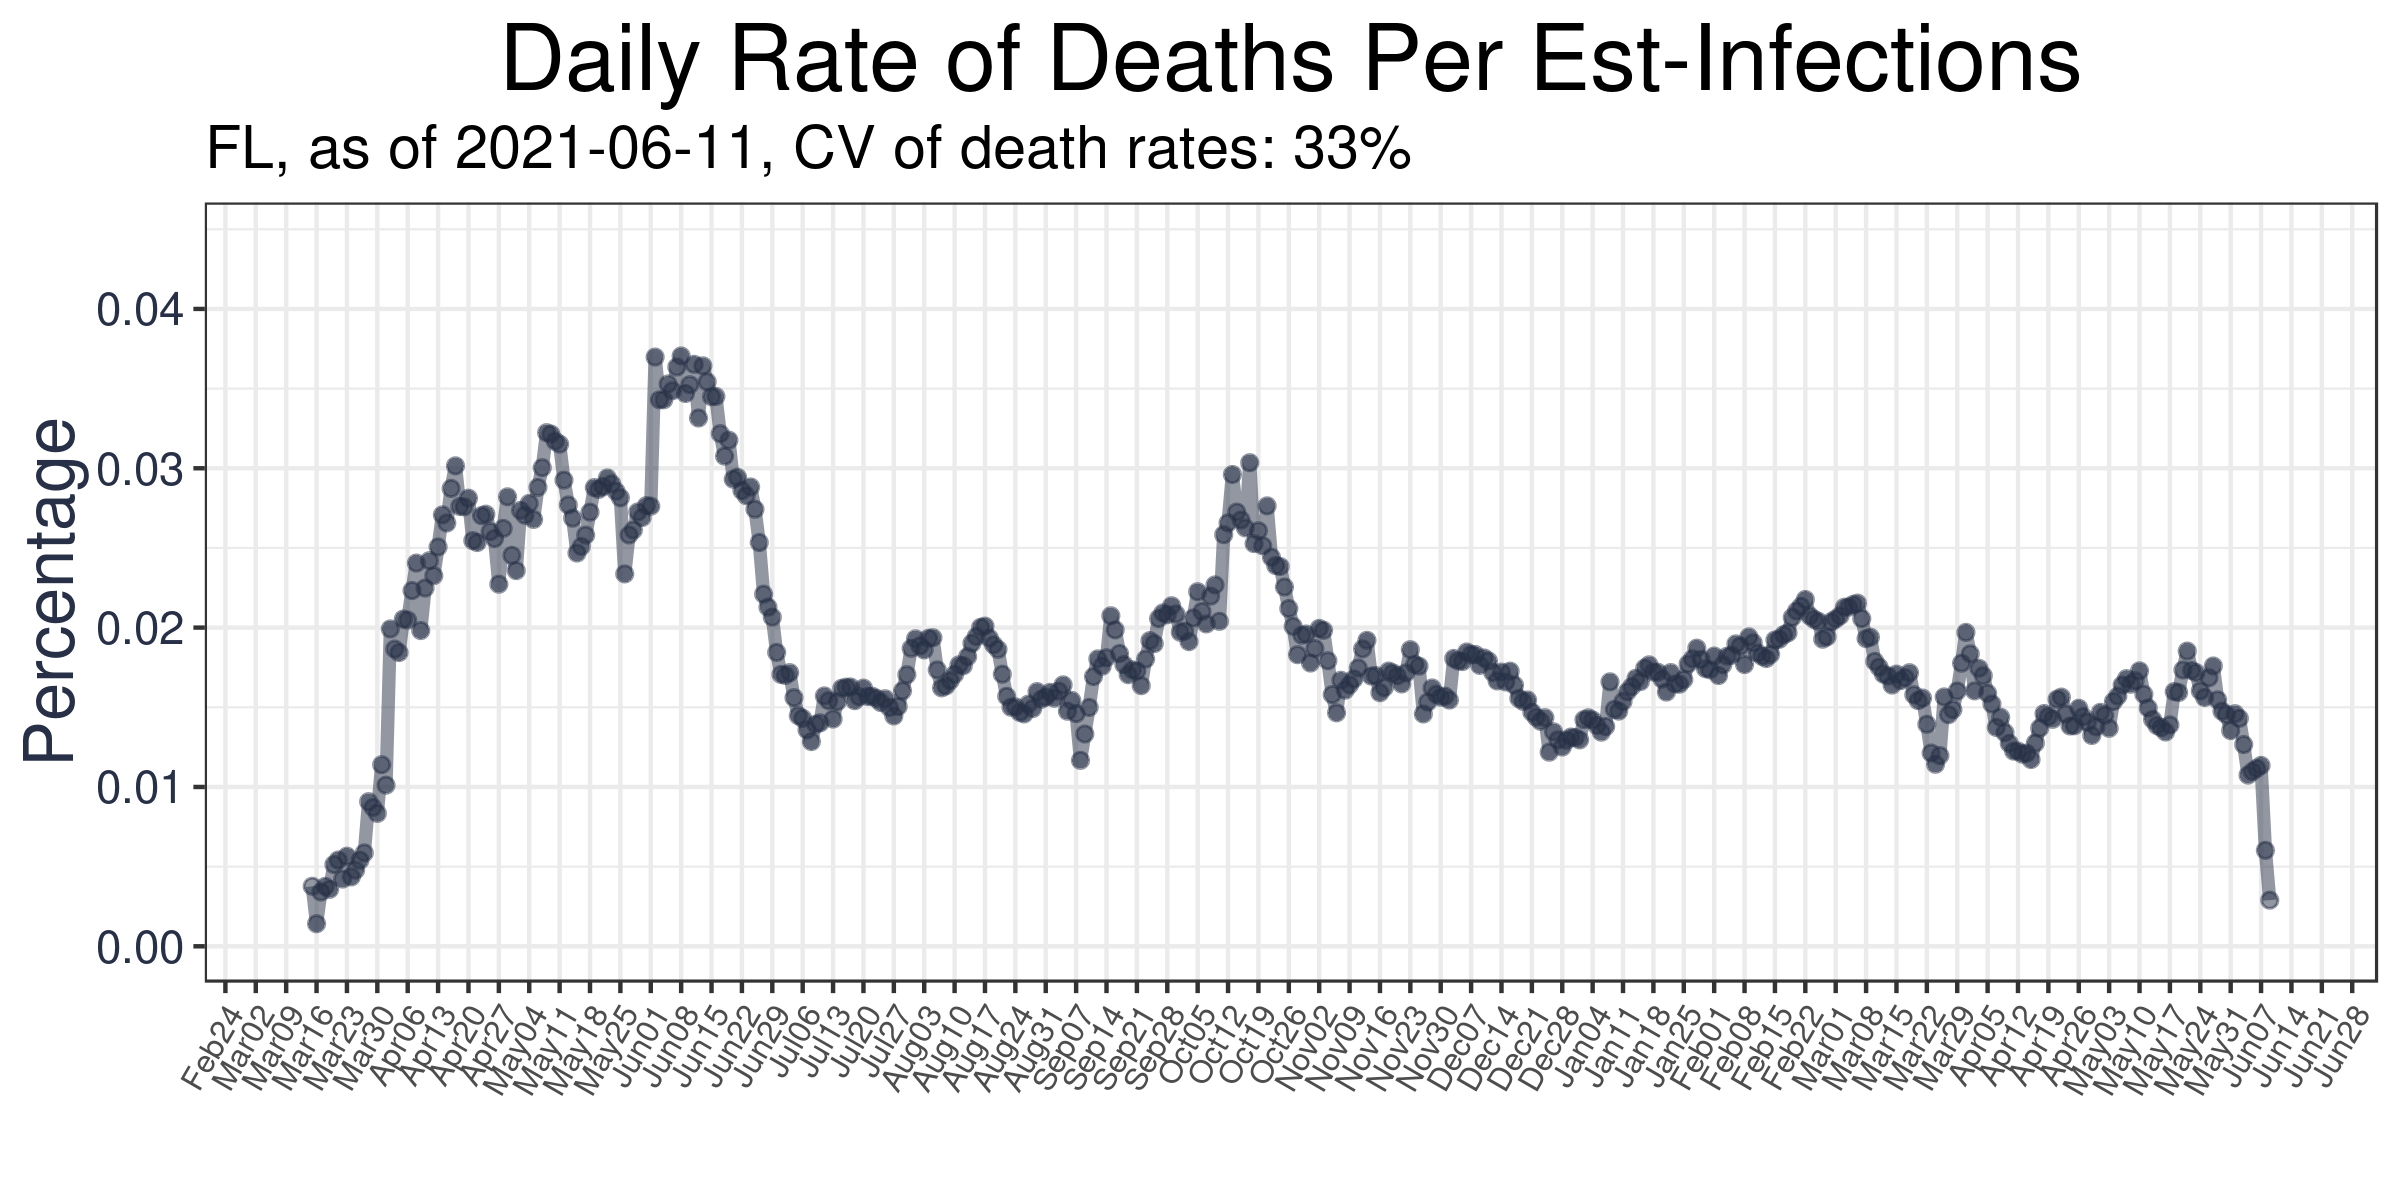 Daily Rate of Deaths Per Est-Infections
FL, as of 2021-06-11, CV of death rates: 33%
Percentage
0.04
0.03
0.02
0.01
0.00
Feb24 Mar02 Mar09 Mar16 Mar23 Mar30 Apr06 Apr13 Apr20 Apr27 May04 May11 May18 May25 Jun01 Jun08 Jun15 Jun22 Jun29 Jul06 Jul13 Jul20 Jul27 Aug03 Aug10 Aug17 Aug24 Aug31 Sep07 Sep14 Sep21 Sep28 Oct05 Oct12 Oct19 Oct26 Nov02 Nov09 Nov16 Nov23 Nov30 Dec07 Dec14 Dec21 Dec28 Jan04 Jan11 Jan18 Jan25 Feb01 Feb08 Feb15 Feb22 Mar01 Mar08 Mar15 Mar22 Mar29 Apr05 Apr12 Apr19 Apr26 May03 May10 May17 May24 May31 Jun07 Jun14 Jun21 Jun28